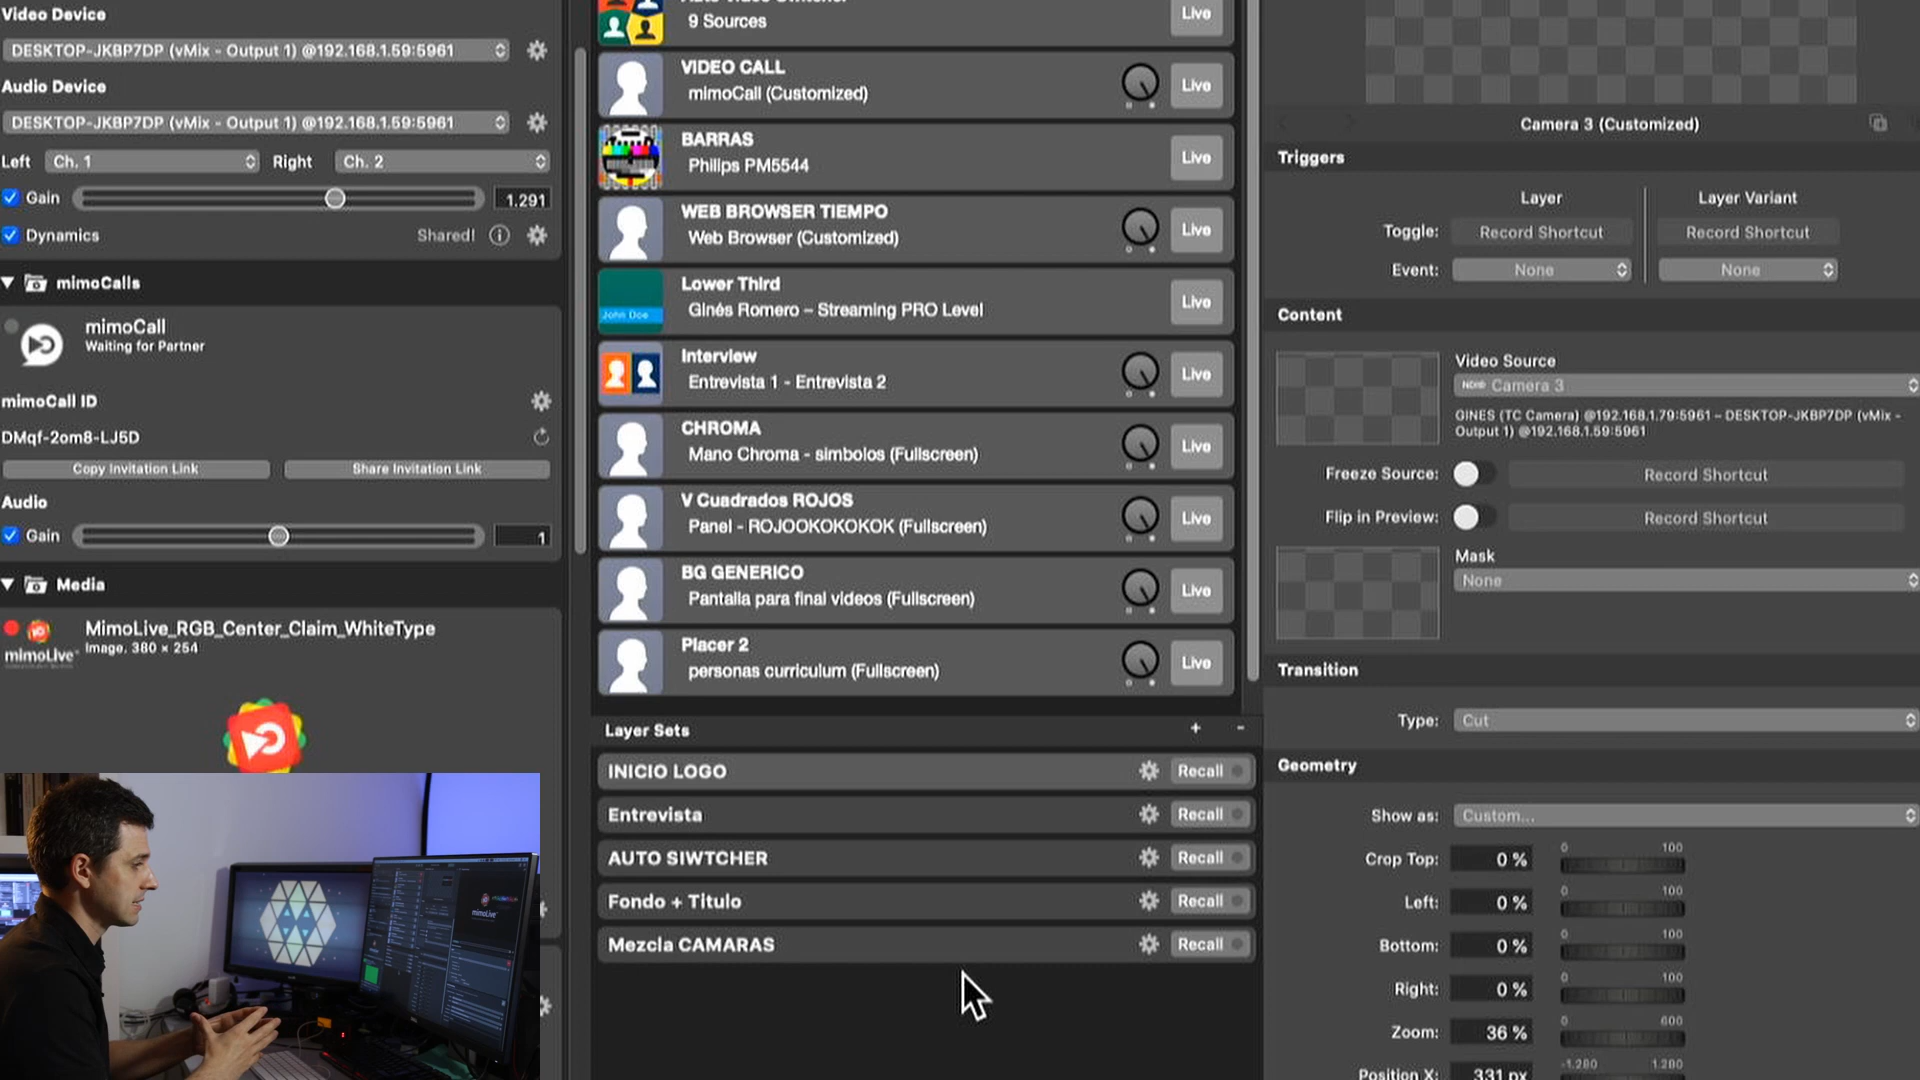 Video Device
DESKTOP-JKBP7DP (vMix - Output 1) @192.168.1.59:5961
Audio Device
DESKTOP-JKBP7DP (vMix - Output 1) @192.168.1.59:5961
Left Ch. 1 Right Ch. 2
Gain 1.291
Dynamics Shared!
mimoCalls
mimoCall
Waiting for Partner
mimoCall ID
DMqf-2om8-LJ5D
Copy Invitation Link Share Invitation Link
Audio
Gain 1
Media
MimoLive_RGB_Center_Claim_WhiteType
Image, 380 × 254
mimoLive
9 Sources
Live
VIDEO CALL
mimoCall (Customized)
Live
BARRAS
Philips PM5544
Live
WEB BROWSER TIEMPO
Web Browser (Customized)
Live
Lower Third
Ginés Romero – Streaming PRO Level
John Doe
Live
Interview
Entrevista 1 - Entrevista 2
Live
CHROMA
Mano Chroma - simbolos (Fullscreen)
Live
V Cuadrados ROJOS
Panel - ROJOOKOKOKOK (Fullscreen)
Live
BG GENERICO
Pantalla para final videos (Fullscreen)
Live
Placer 2
personas curriculum (Fullscreen)
Live
Layer Sets + -
INICIO LOGO Recall
Entrevista Recall
AUTO SIWTCHER Recall
Fondo + Titulo Recall
Mezcla CAMARAS Recall
Camera 3 (Customized)
Triggers
Layer Layer Variant
Toggle: Record Shortcut Record Shortcut
Event: None None
Content
Video Source
Camera 3
GINES (TC Camera) @192.168.1.79:5961 – DESKTOP-JKBP7DP (vMix -
Output 1) @192.168.1.59:5961
Freeze Source: Record Shortcut
Flip in Preview: Record Shortcut
Mask
None
Transition
Type: Cut
Geometry
Show as: Custom...
Crop Top: 0 % 0 100
Left: 0 % 0 100
Bottom: 0 % 0 100
Right: 0 % 0 100
Zoom: 36 % 0 600
Position X: 331 px -1.280 1.280